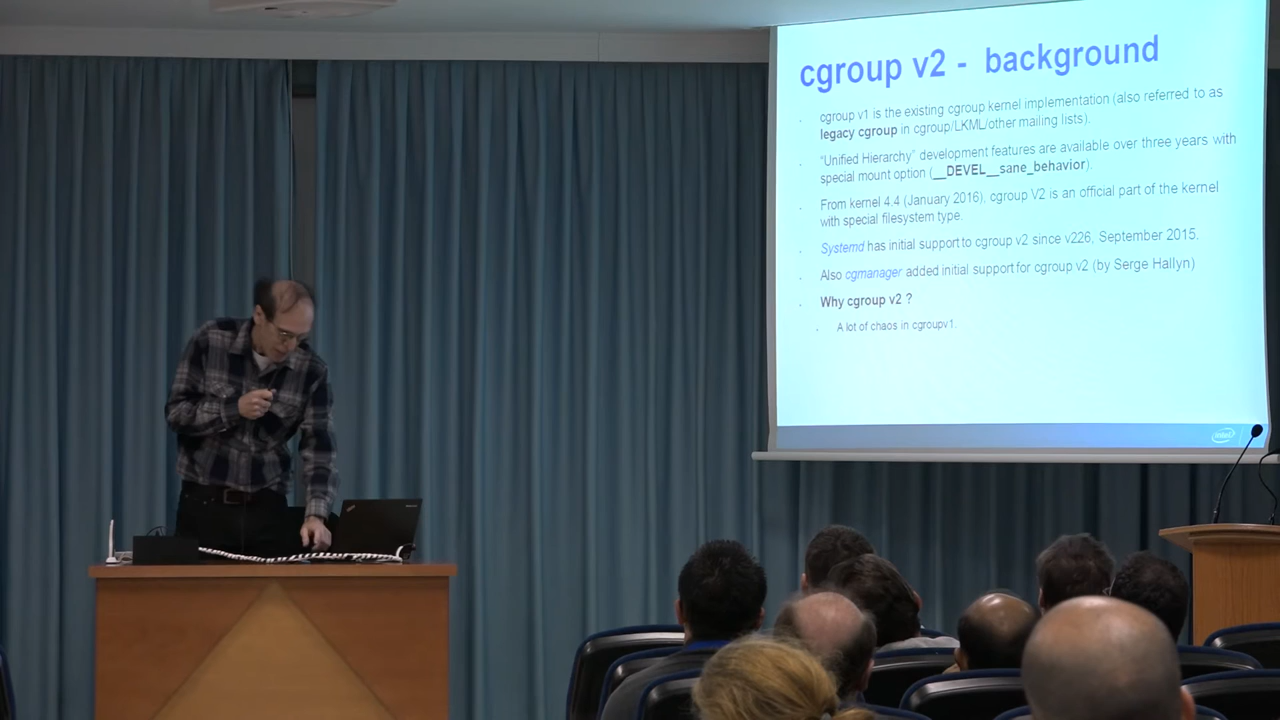 cgroup v2 - background
cgroup v1 is the existing cgroup kernel implementation (also referred to as
legacy cgroup in cgroup/LKML/other mailing lists).
“Unified Hierarchy” development features are available over three years with
special mount option (__DEVEL__sane_behavior).
From kernel 4.4 (January 2016), cgroup V2 is an official part of the kernel
with special filesystem type.
Systemd has initial support to cgroup v2 since v226, September 2015.
Also cgmanager added initial support for cgroup v2 (by Serge Hallyn)
Why cgroup v2 ?
A lot of chaos in cgroupv1.
intel